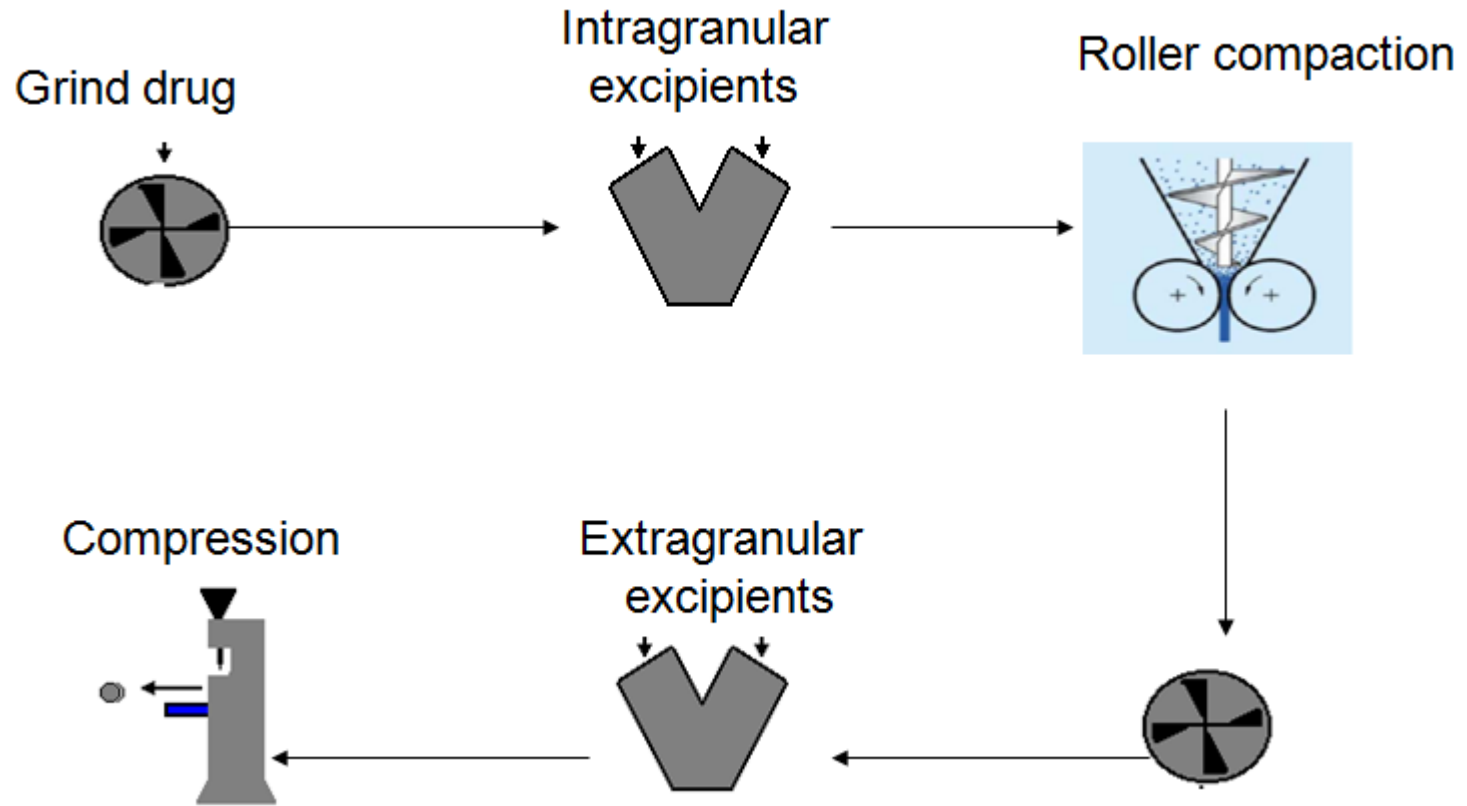 Grind drug
Intragranular
excipients
Roller compaction
Compression
Extragranular
excipients